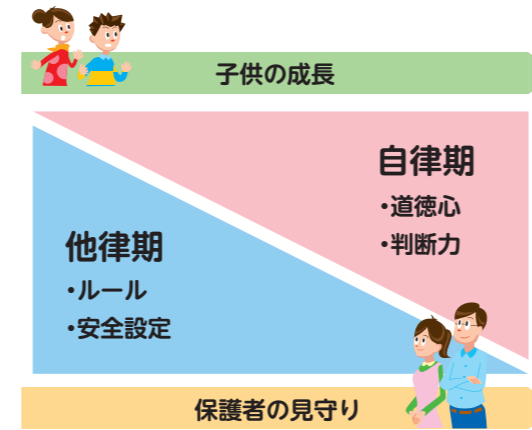 子供の成長
自律期
・道徳心
・判断力
他律期
・ルール
・安全設定
保護者の見守り